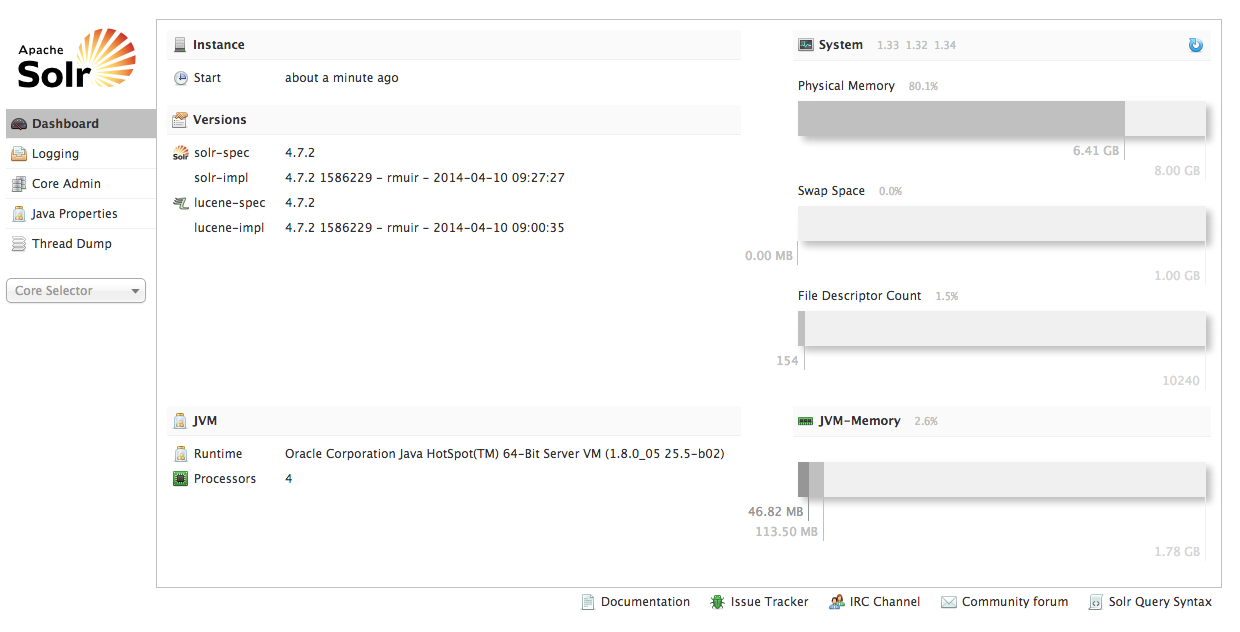 Apache
Solr
Dashboard
Logging
Core Admin
Java Properties
Thread Dump
Core Selector
Instance
Start about a minute ago
Versions
solr-spec 4.7.2
solr-impl 4.7.2 1586229 - rmuir - 2014-04-10 09:27:27
lucene-spec 4.7.2
lucene-impl 4.7.2 1586229 - rmuir - 2014-04-10 09:00:35
JVM
Runtime Oracle Corporation Java HotSpot(TM) 64-Bit Server VM (1.8.0_05 25.5-b02)
Processors 4
System 1.33 1.32 1.34
Physical Memory 80.1%
6.41 GB
8.00 GB
Swap Space 0.0%
0.00 MB
1.00 GB
File Descriptor Count 1.5%
154
10240
JVM-Memory 2.6%
46.82 MB
113.50 MB
1.78 GB
Documentation Issue Tracker IRC Channel Community forum Solr Query Syntax